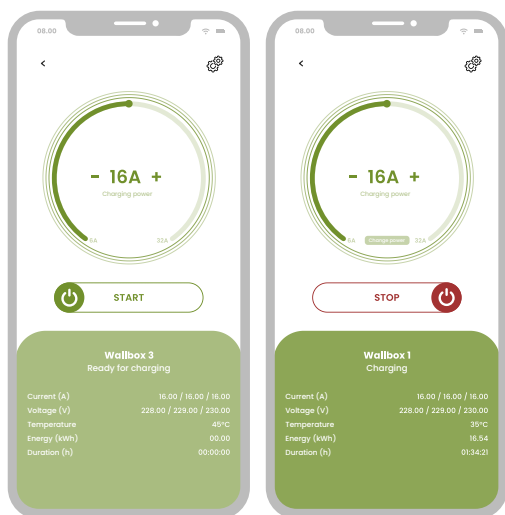 08.00
- 16A +
Charging power
6A 32A
START
Wallbox 3
Ready for charging
Current (A) 16.00 / 16.00 / 16.00
Voltage (V) 228.00 / 229.00 / 230.00
Temperature 45°C
Energy (kWh) 00.00
Duration (h) 00:00:00
08.00
- 16A +
Charging power
6A Change power 32A
STOP
Wallbox 1
Charging
Current (A) 16.00 / 16.00 / 16.00
Voltage (V) 228.00 / 229.00 / 230.00
Temperature 35°C
Energy (kWh) 16.54
Duration (h) 01:34:21